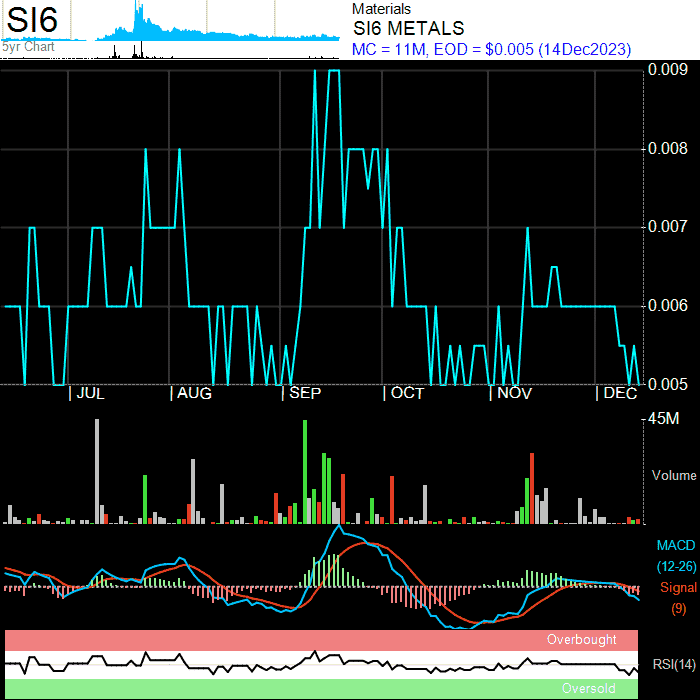 SI6
5yr Chart
Materials
SI6 METALS
MC = 11M, EOD = $0.005 (14Dec2023)
0.009
0.008
0.007
0.006
0.005
| JUL | AUG | SEP | OCT | NOV | DEC
45M
Volume
MACD
(12-26)
Signal
(9)
Overbought
RSI(14)
Oversold